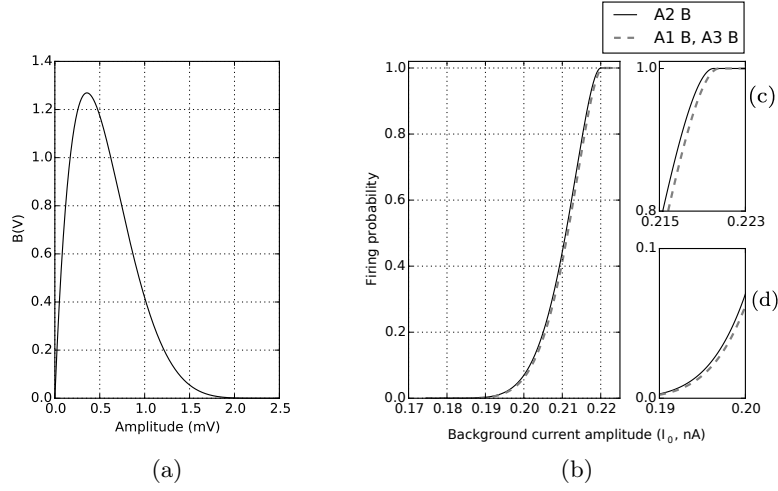 A2 B
A1 B, A3 B
1.4
1.2
1.0
0.8
0.6
0.4
0.2
0.0
B(V)
0.0 0.5 1.0 1.5 2.0 2.5
Amplitude (mV)
(a)
1.0
0.8
0.6
0.4
0.2
0.0
Firing probability
0.17 0.18 0.19 0.20 0.21 0.22
Background current amplitude (I₀, nA)
(b)
1.0
0.8
0.215 0.223
(c)
0.1
0.0
0.19 0.20
(d)